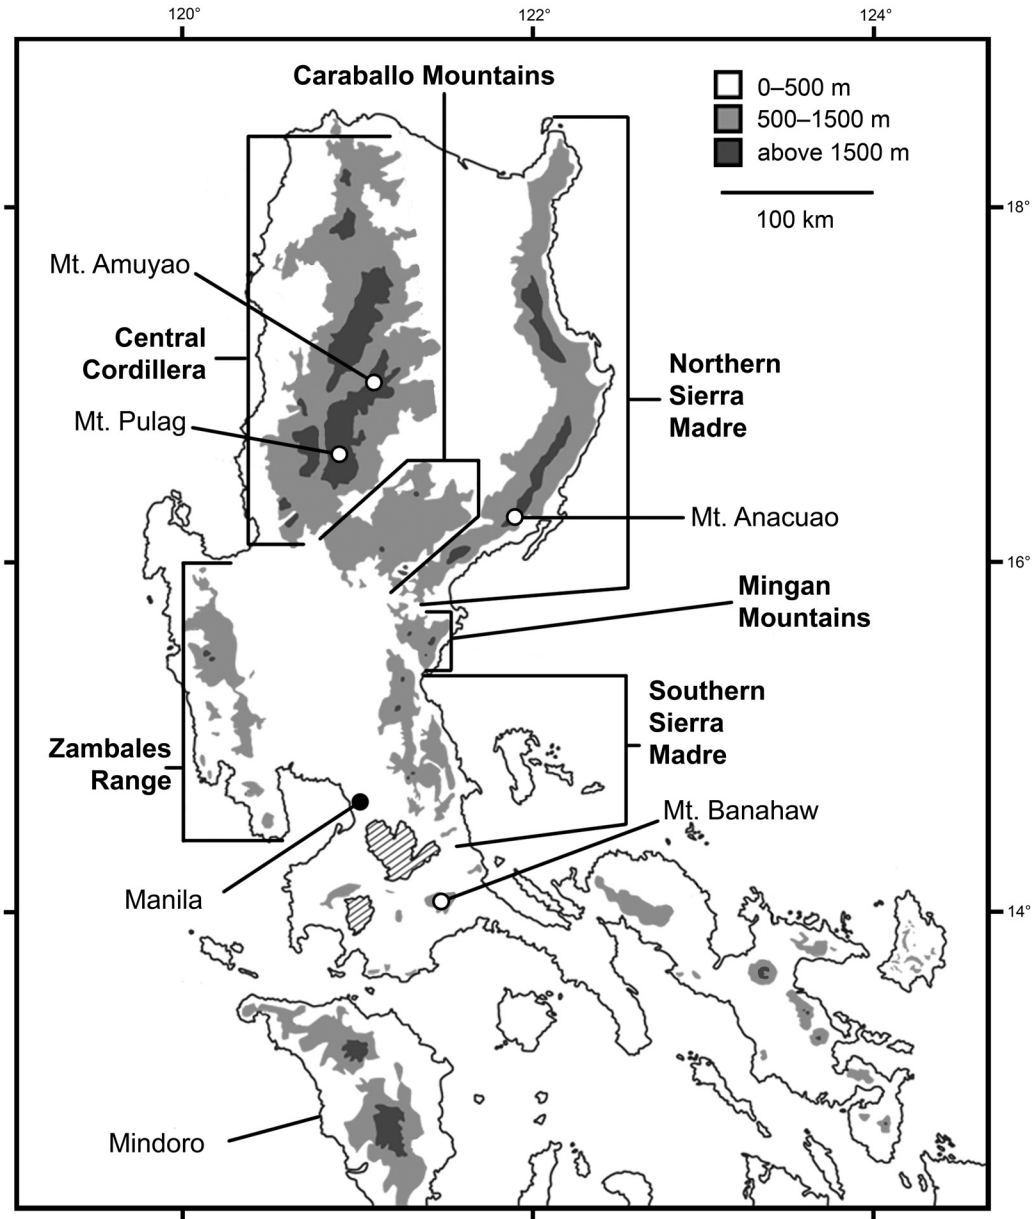 120°
122°
124°
Caraballo Mountains
0–500 m
500–1500 m
above 1500 m
100 km
18°
Mt. Amuyao
Central
Cordillera
Northern
Sierra
Madre
Mt. Pulag
Mt. Anacuao
16°
Mingan
Mountains
Southern
Sierra
Madre
Zambales
Range
Mt. Banahaw
Manila
14°
Mindoro